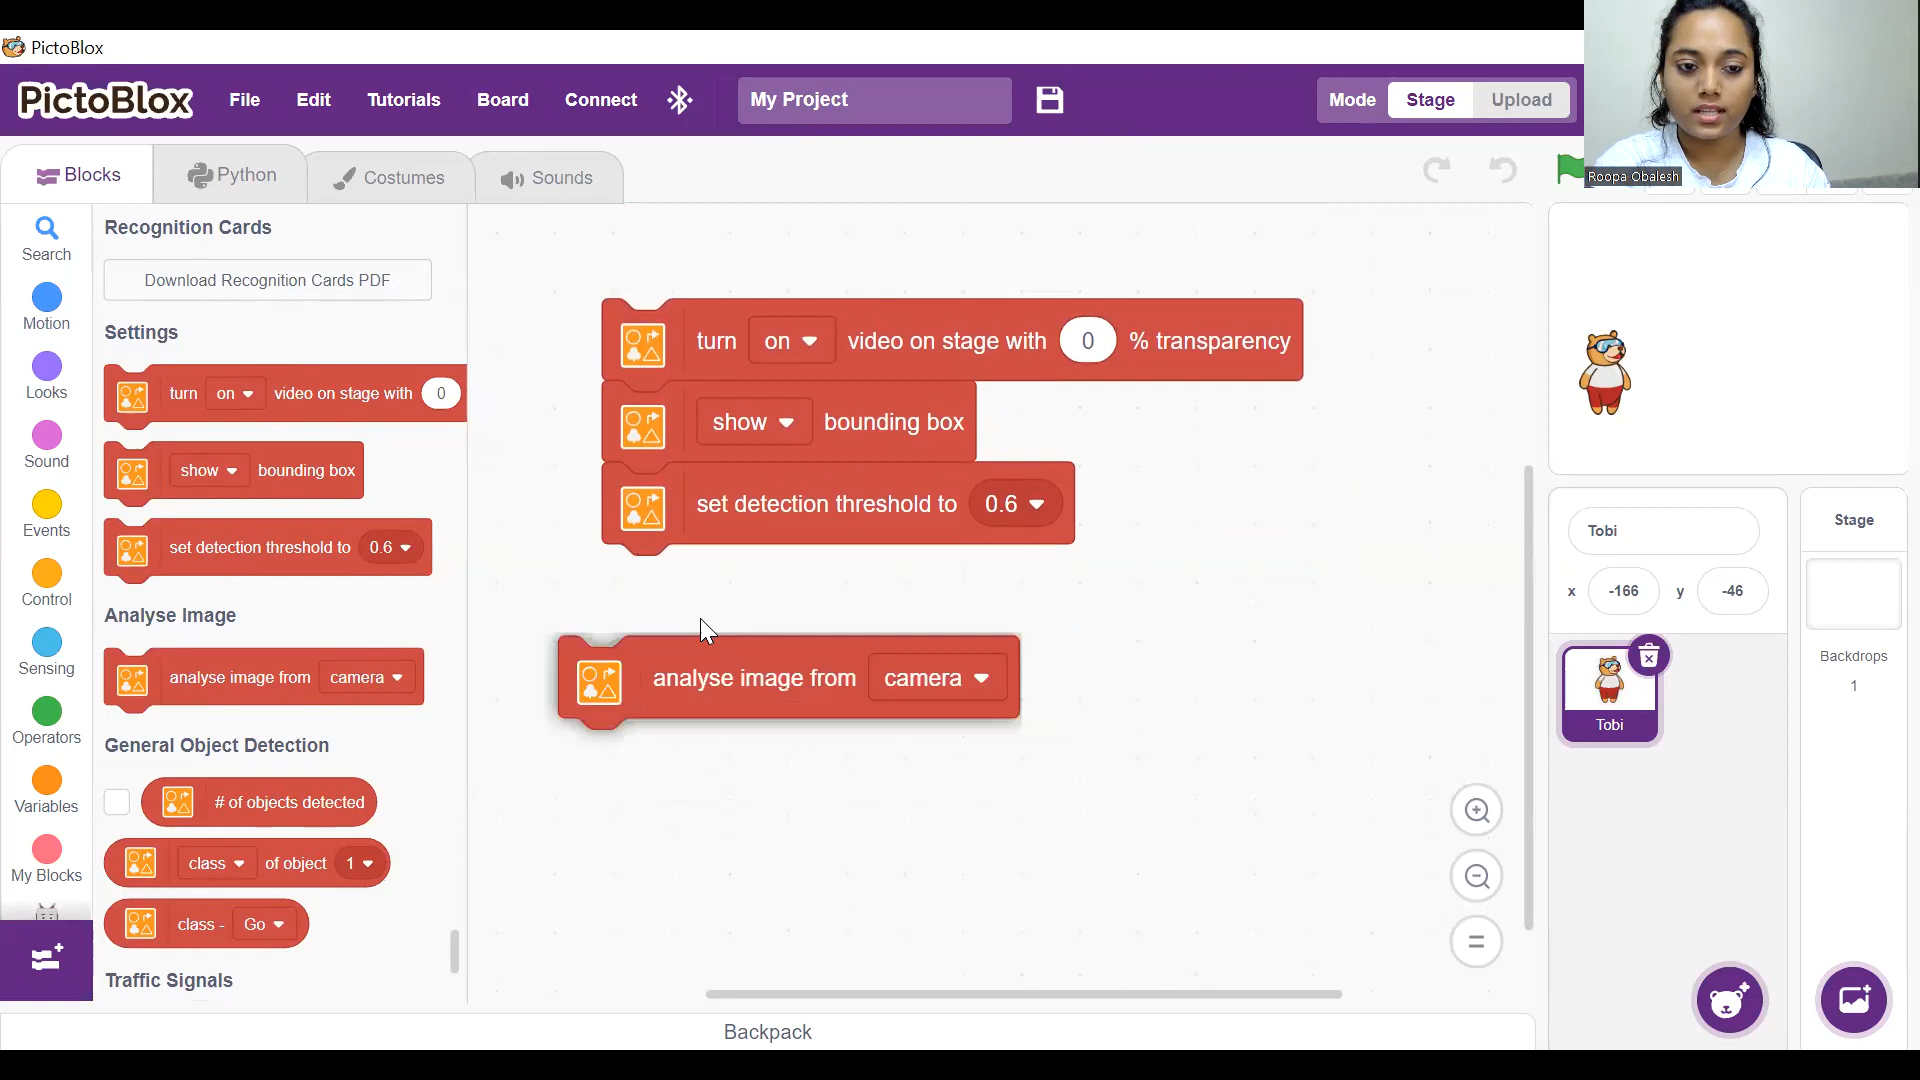 PictoBlox
PictoBlox File Edit Tutorials Board Connect My Project Mode Stage Upload
Roopa Obalesh
Blocks Python Costumes Sounds
Search
Motion
Looks
Sound
Events
Control
Sensing
Operators
Variables
My Blocks
Recognition Cards
Download Recognition Cards PDF
Settings
turn on video on stage with 0
show bounding box
set detection threshold to 0.6
Analyse Image
analyse image from camera
General Object Detection
# of objects detected
class of object 1
class - Go
Traffic Signals
turn on video on stage with 0 % transparency
show bounding box
set detection threshold to 0.6
analyse image from camera
Backpack
Tobi
x -166 y -46
Tobi
Stage
Backdrops
1